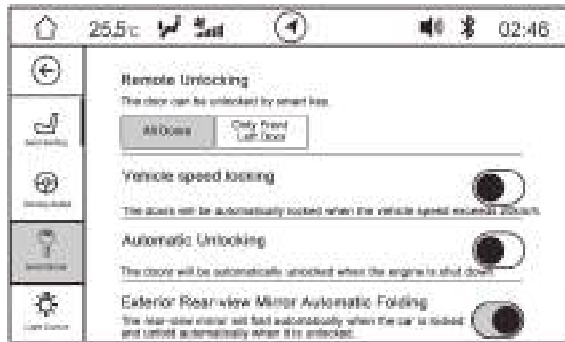 25.5°c
02:46
Remote Unlocking
The door can be unlocked by smart key.
All Doors
Only Front
Left Door
Vehicle speed locking
The doors will be automatically locked when the vehicle speed exceeds 20km/h
Automatic Unlocking
The doors will be automatically unlocked when the engine is shut down
Exterior Rear-view Mirror Automatic Folding
The rear-view mirror will fold automatically when the car is locked
and unfold automatically when it is unlocked.